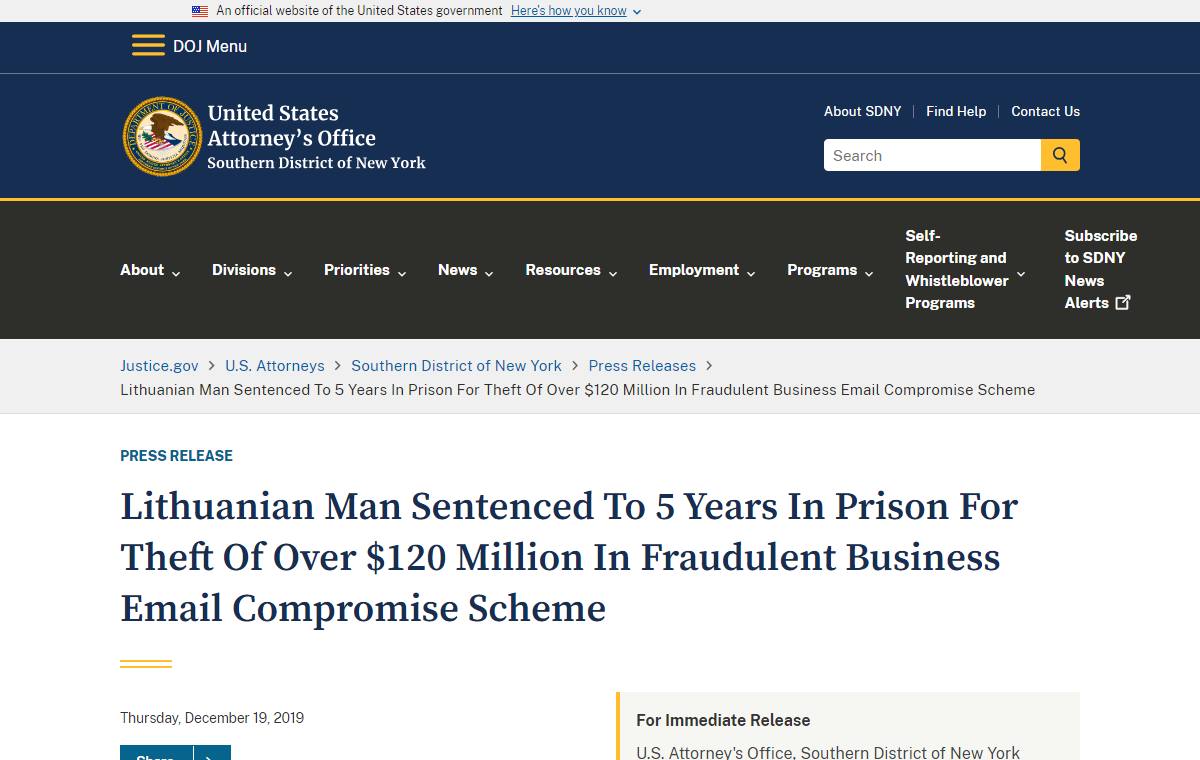 An official website of the United States government Here's how you know
DOJ Menu
United States
Attorney's Office
Southern District of New York
About SDNY
Find Help
Contact Us
Search
About
Divisions
Priorities
News
Resources
Employment
Programs
Self-
Reporting and
Whistleblower
Programs
Subscribe
to SDNY
News
Alerts
Justice.gov > U.S. Attorneys > Southern District of New York > Press Releases >
Lithuanian Man Sentenced To 5 Years In Prison For Theft Of Over $120 Million In Fraudulent Business Email Compromise Scheme
PRESS RELEASE
Lithuanian Man Sentenced To 5 Years In Prison For
Theft Of Over $120 Million In Fraudulent Business
Email Compromise Scheme
Thursday, December 19, 2019
Share
For Immediate Release
U.S. Attorney's Office, Southern District of New York